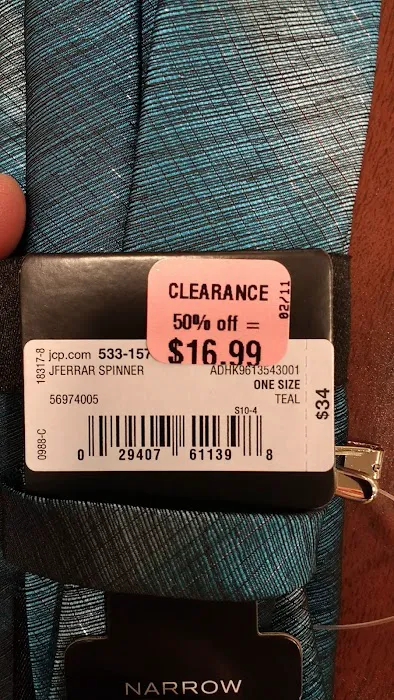 CLEARANCE
02/11
50% off =
$16.99
18317-8
jcp.com 533-157
JFERRAR SPINNER
ADHK9613543001
ONE SIZE
56974005
TEAL
$34
S10-4
0988-C
0 29407 61139 8
NARROW